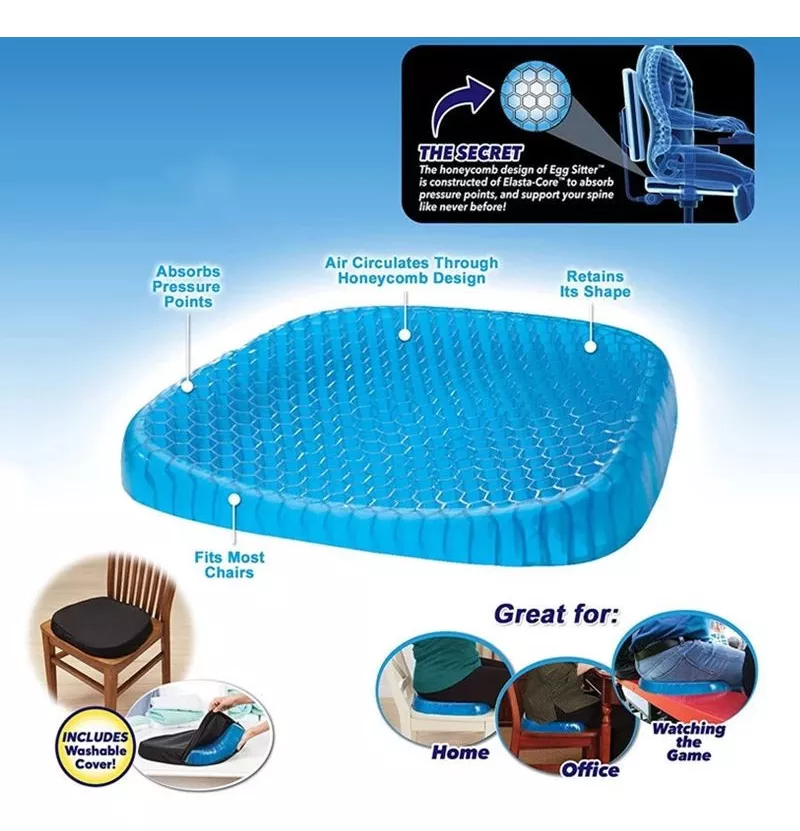 THE SECRET
The honeycomb design of Egg Sitter™
is constructed of Elasta-Core™ to absorb
pressure points, and support your spine
like never before!
Absorbs
Pressure
Points
Air Circulates Through
Honeycomb Design
Retains
Its Shape
Fits Most
Chairs
INCLUDES
Washable
Cover!
Great for:
Home
Office
Watching
the
Game